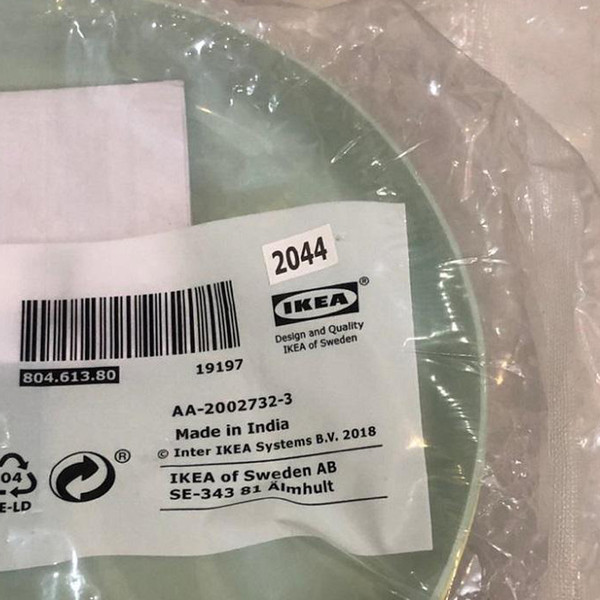 2044
IKEA®
Design and Quality
IKEA of Sweden
804.613.80
19197
AA-2002732-3
Made in India
© Inter IKEA Systems B.V. 2018
IKEA of Sweden AB
SE-343 81 Älmhult
®
04
E-LD